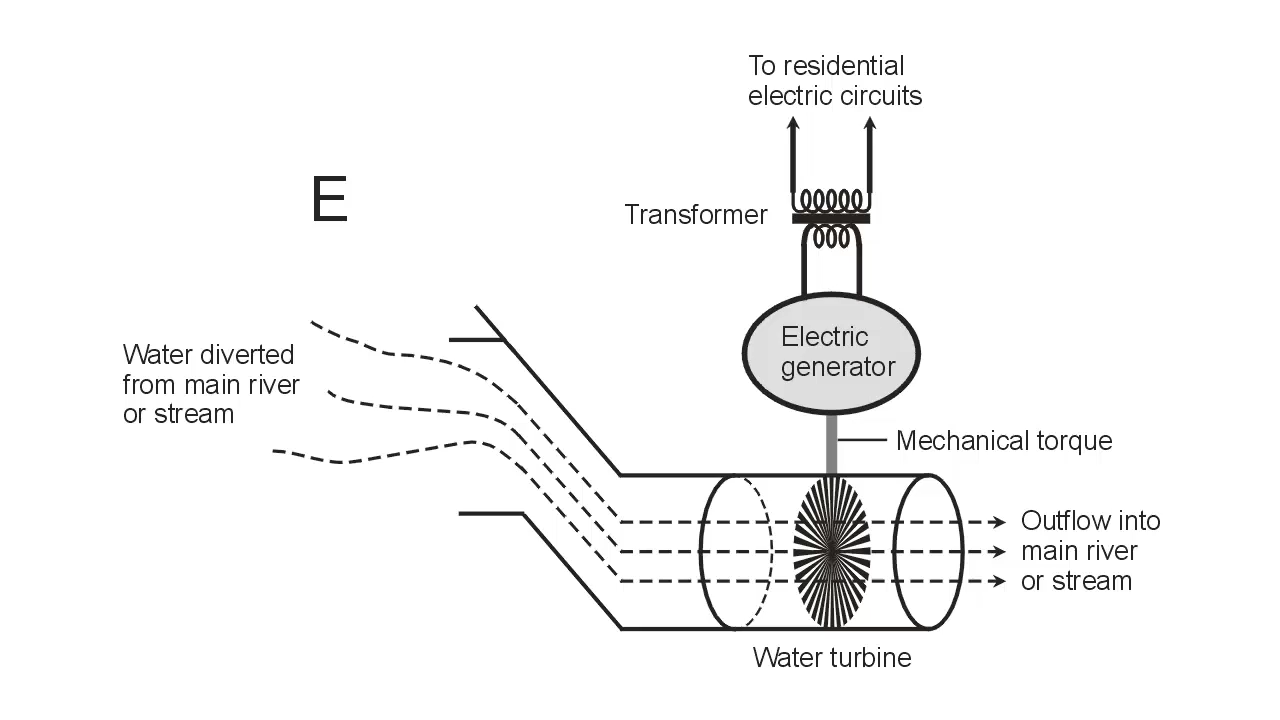 To residential
electric circuits
E
Transformer
Electric
generator
Water diverted
from main river
or stream
Mechanical torque
Outflow into
main river
or stream
Water turbine